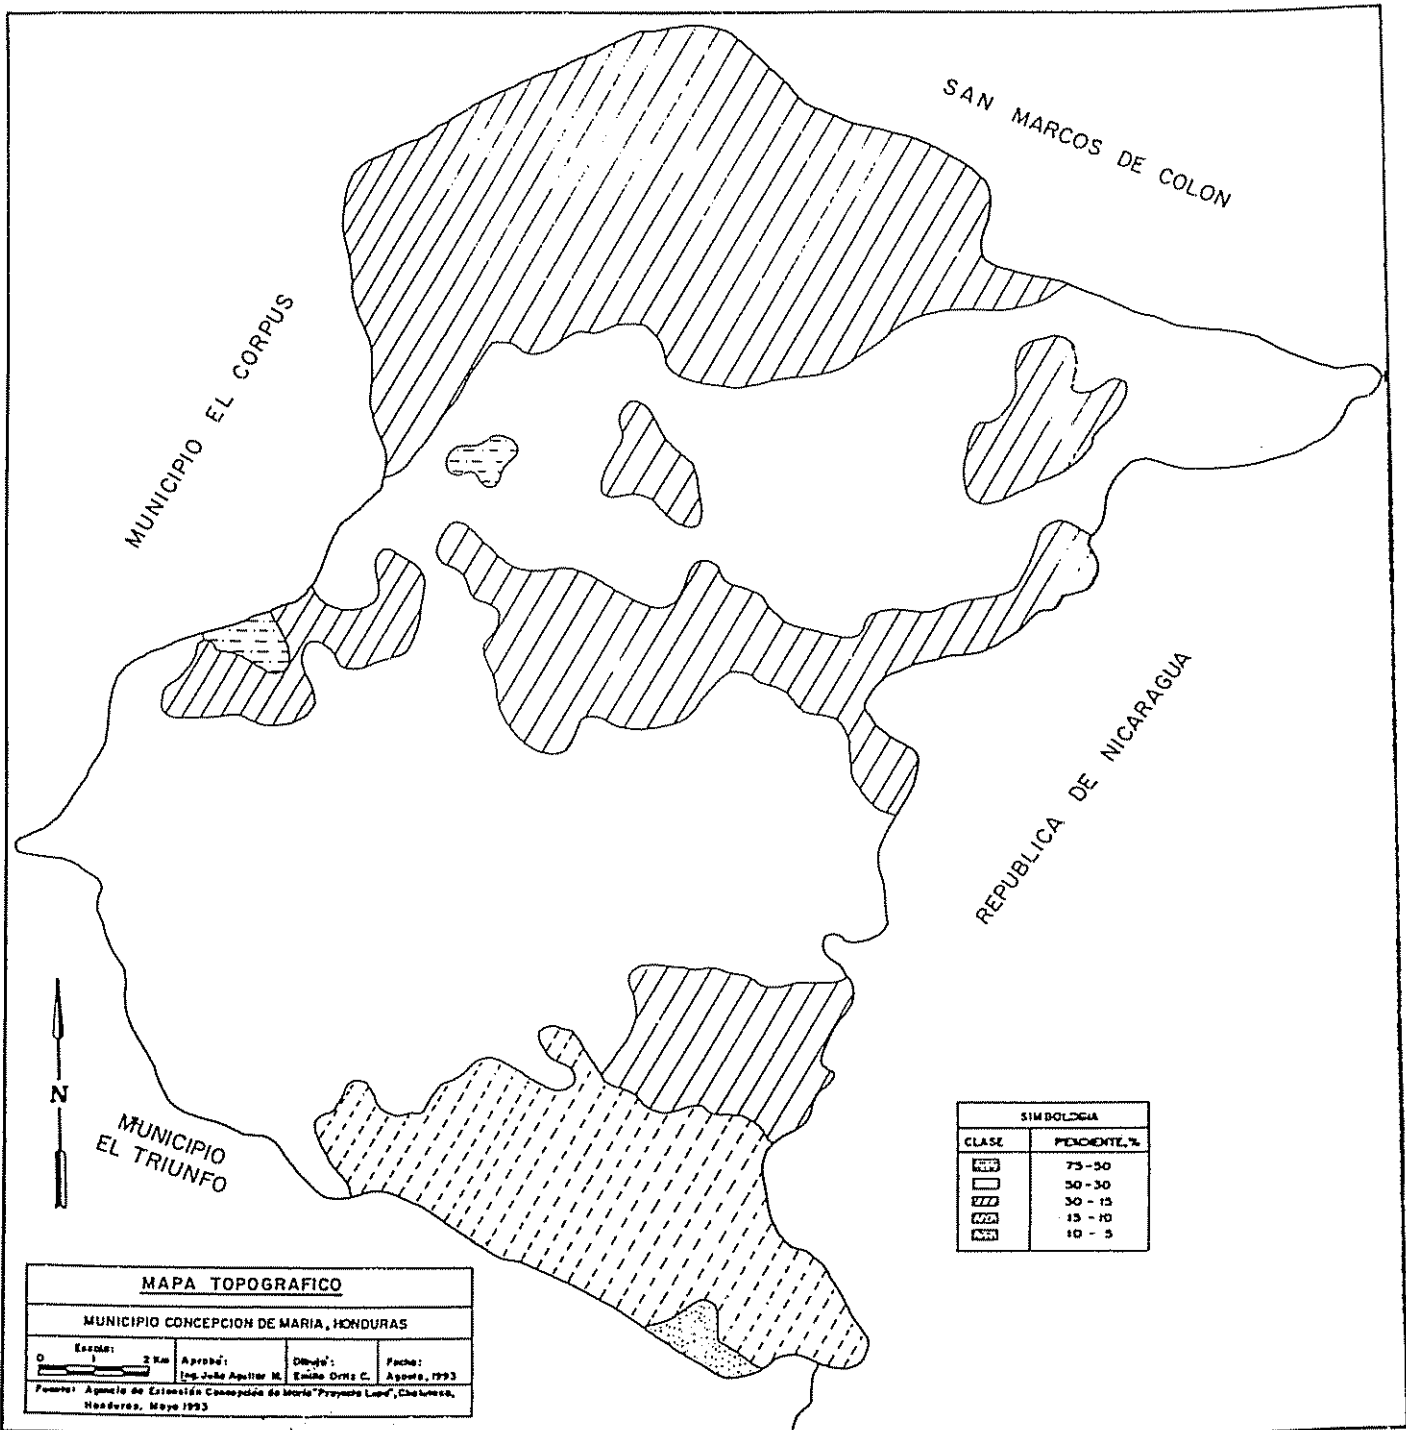 SAN MARCOS DE COLON
MUNICIPIO EL CORPUS
REPUBLICA DE NICARAGUA
N
MUNICIPIO
EL TRIUNFO
SIMBOLOGIA
CLASE PENDIENTE, %
75-50
50-30
30 - 15
15 - 10
10 - 5
MAPA TOPOGRAFICO
MUNICIPIO CONCEPCION DE MARIA, HONDURAS
Escala:
0 1 2 Km
Aprobó:
Ing. Julio Aguilar M.
Dibujó:
Emilio Ortiz C.
Fecha:
Agosto, 1993
Fuente: Agencia de Extensión Concepción de María "Proyecto Lupe", Choluteca,
Honduras, Mayo 1993